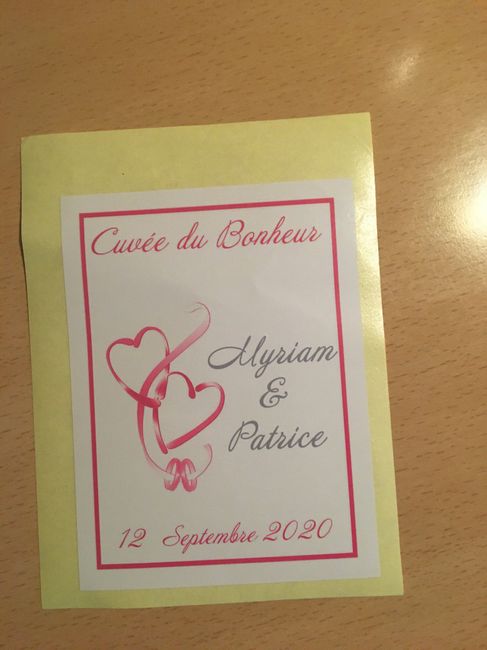 Cuvée du Bonheur
Myriam
&
Patrice
12 Septembre 2020